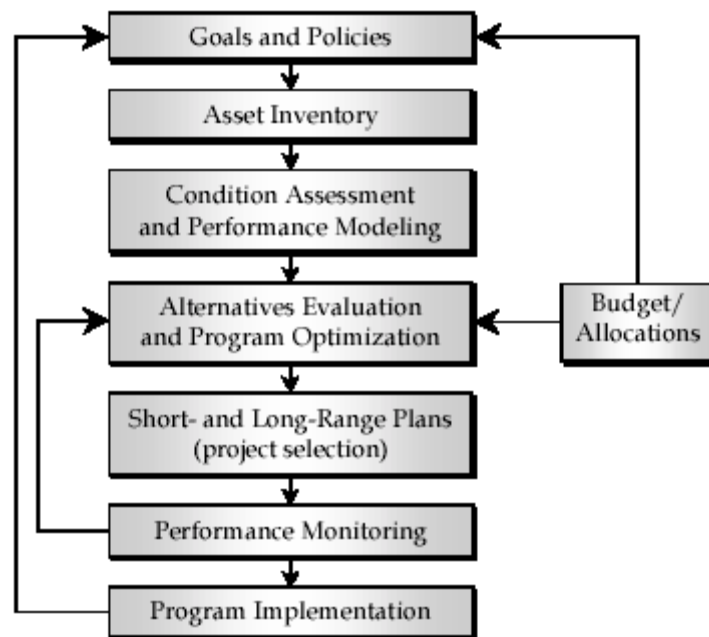 Goals and Policies
Asset Inventory
Condition Assessment
and Performance Modeling
Alternatives Evaluation
and Program Optimization
Budget/
Allocations
Short- and Long-Range Plans
(project selection)
Performance Monitoring
Program Implementation